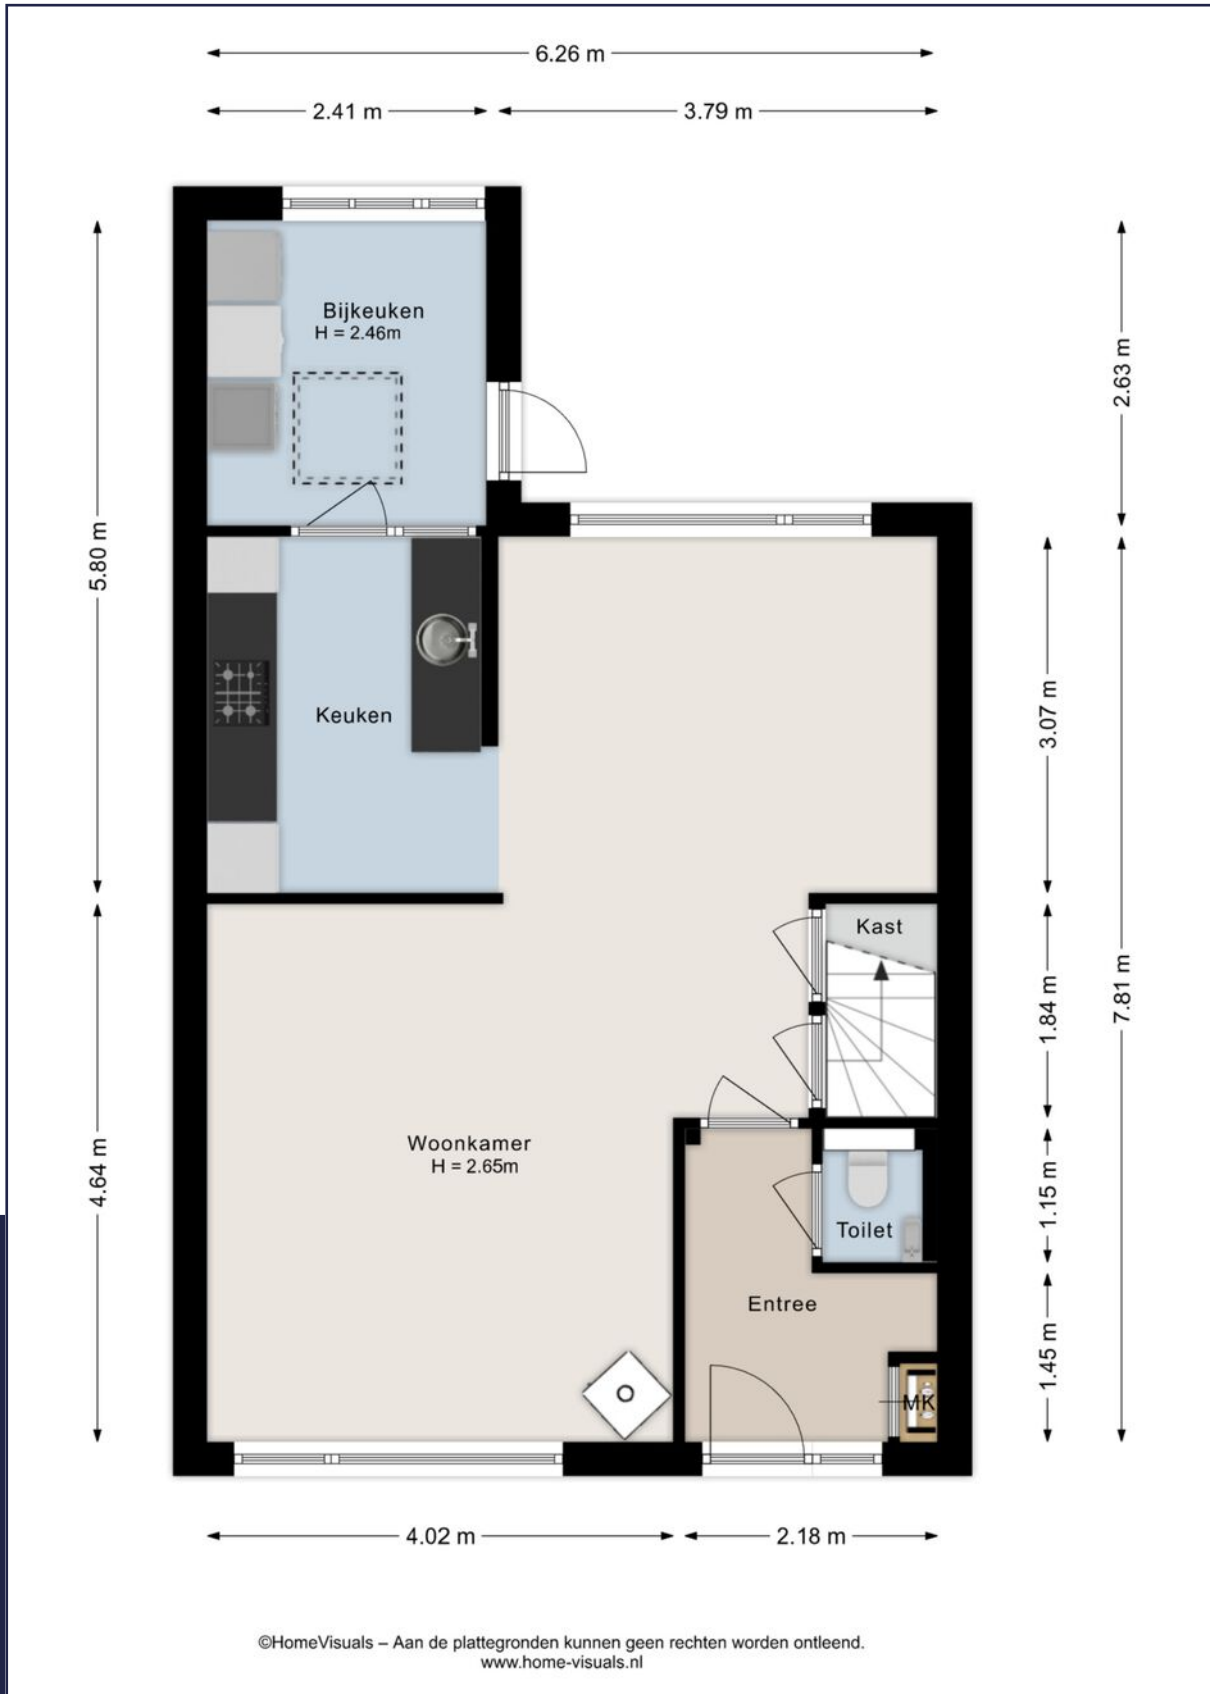 6.26 m
2.41 m
3.79 m
Bijkeuken
H = 2.46m
2.63 m
5.80 m
Keuken
3.07 m
Kast
1.84 m
7.81 m
Woonkamer
H = 2.65m
4.64 m
1.15 m
Toilet
Entree
1.45 m
MK
4.02 m
2.18 m
©HomeVisuals – Aan de plattegronden kunnen geen rechten worden ontleend.
www.home-visuals.nl